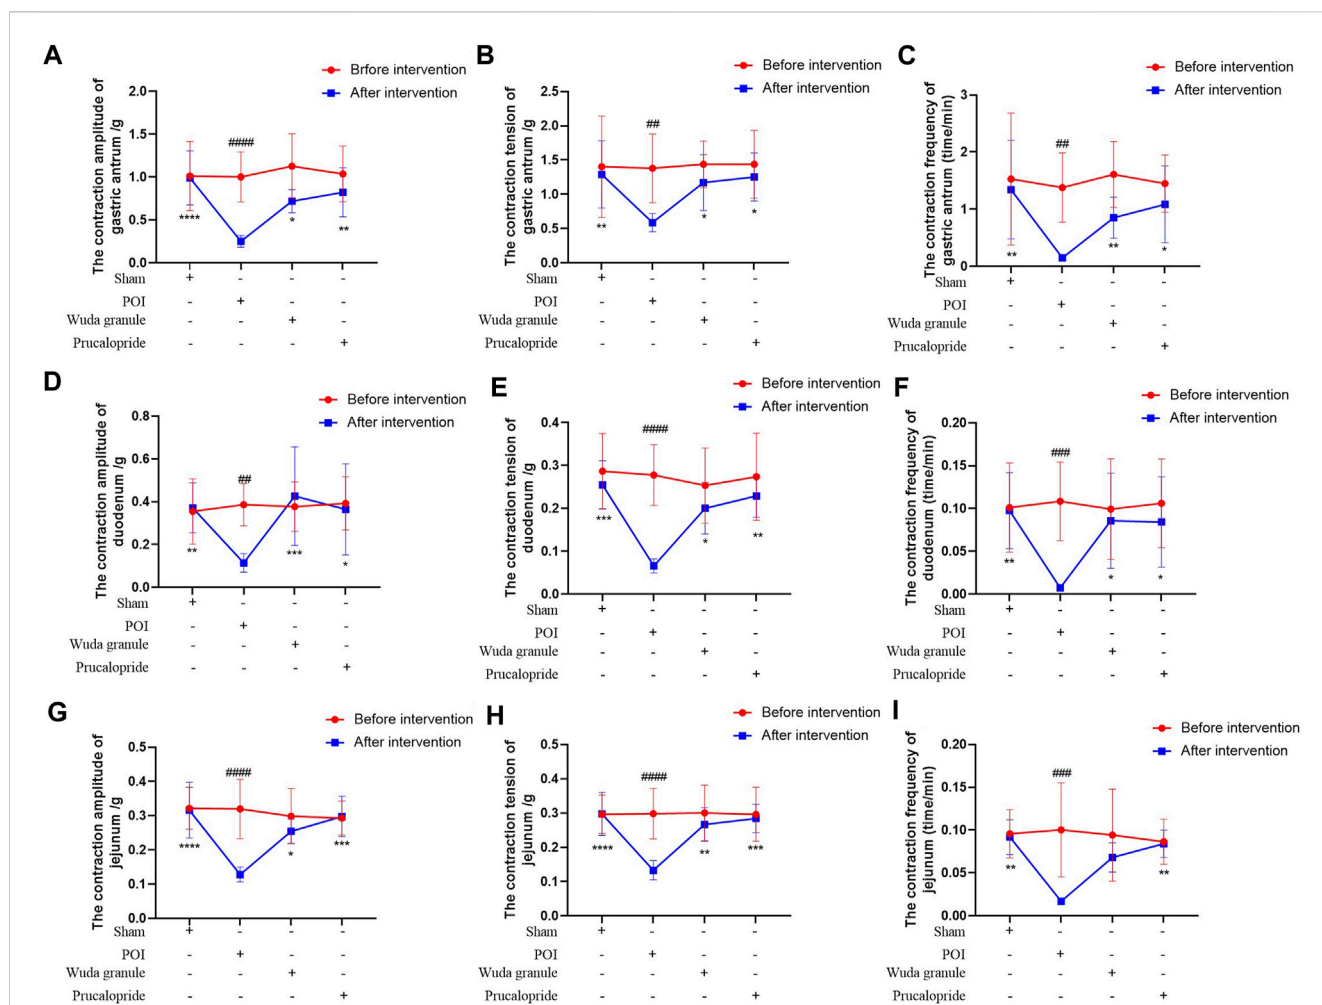 A
Brfore intervention
After intervention
The contraction amplitude of
gastric antrum /g
2.0
1.5
1.0
0.5
0.0
####
****
*
**
Sham + - - -
POI - + - -
Wuda granule - - + -
Prucalopride - - - +
B
Before intervention
After intervention
The contraction tension of
gastric antrum /g
2.5
2.0
1.5
1.0
0.5
0.0
##
**
*
*
Sham + - - -
POI - + - -
Wuda granule - - + -
Prucalopride - - - +
C
Before intervention
After intervention
The contraction frequency of
gastric antrum (time/min)
3
2
1
0
##
**
**
*
Sham + - - -
POI - + - -
Wuda granule - - + -
Prucalopride - - - +
D
Before intervention
After intervention
The contraction amplitude of
duodenum /g
0.8
0.6
0.4
0.2
0.0
##
**
***
*
Sham + - - -
POI - + - -
Wuda granule - - + -
Prucalopride - - - +
E
Before intervention
After intervention
The contraction tension of
duodenum /g
0.4
0.3
0.2
0.1
0.0
####
***
*
**
Sham + - - -
POI - + - -
Wuda granule - - + -
Prucalopride - - - +
F
Before intervention
After intervention
The contraction frequency of
duodenum (time/min)
0.20
0.15
0.10
0.05
0.00
###
**
*
*
Sham + - - -
POI - + - -
Wuda granule - - + -
Prucalopride - - - +
G
Before intervention
After intervention
The contraction amplitude of
jejunum /g
0.5
0.4
0.3
0.2
0.1
0.0
####
****
*
***
Sham + - - -
POI - + - -
Wuda granule - - + -
Prucalopride - - - +
H
Before intervention
After intervention
The contraction tension of
jejunum /g
0.5
0.4
0.3
0.2
0.1
0.0
####
****
**
***
Sham + - - -
POI - + - -
Wuda granule - - + -
Prucalopride - - - +
I
Before intervention
After intervention
The contraction frequency of
jejunum (time/min)
0.20
0.15
0.10
0.05
0.00
###
**
**
Sham + - - -
POI - + - -
Wuda granule - - + -
Prucalopride - - - +